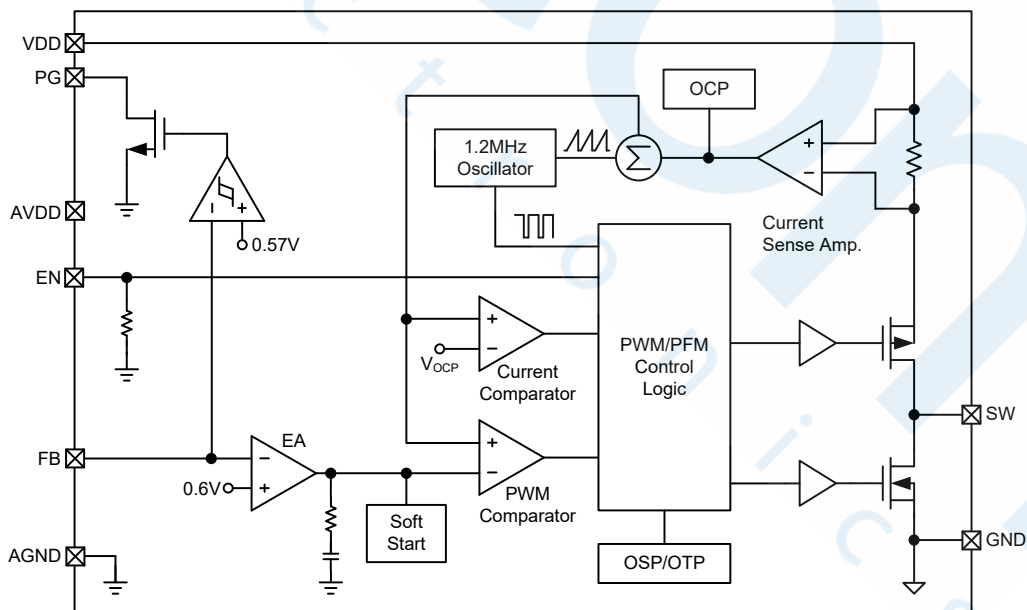 VDD
PG
OCP
1.2MHz
Oscillator
Σ
+
−
AVDD
− +
0.57V
Current
Sense Amp.
EN
+
−
VOCP
Current
Comparator
PWM/PFM
Control
Logic
SW
FB
EA
−
+
0.6V
+
−
PWM
Comparator
Soft
Start
GND
AGND
OSP/OTP